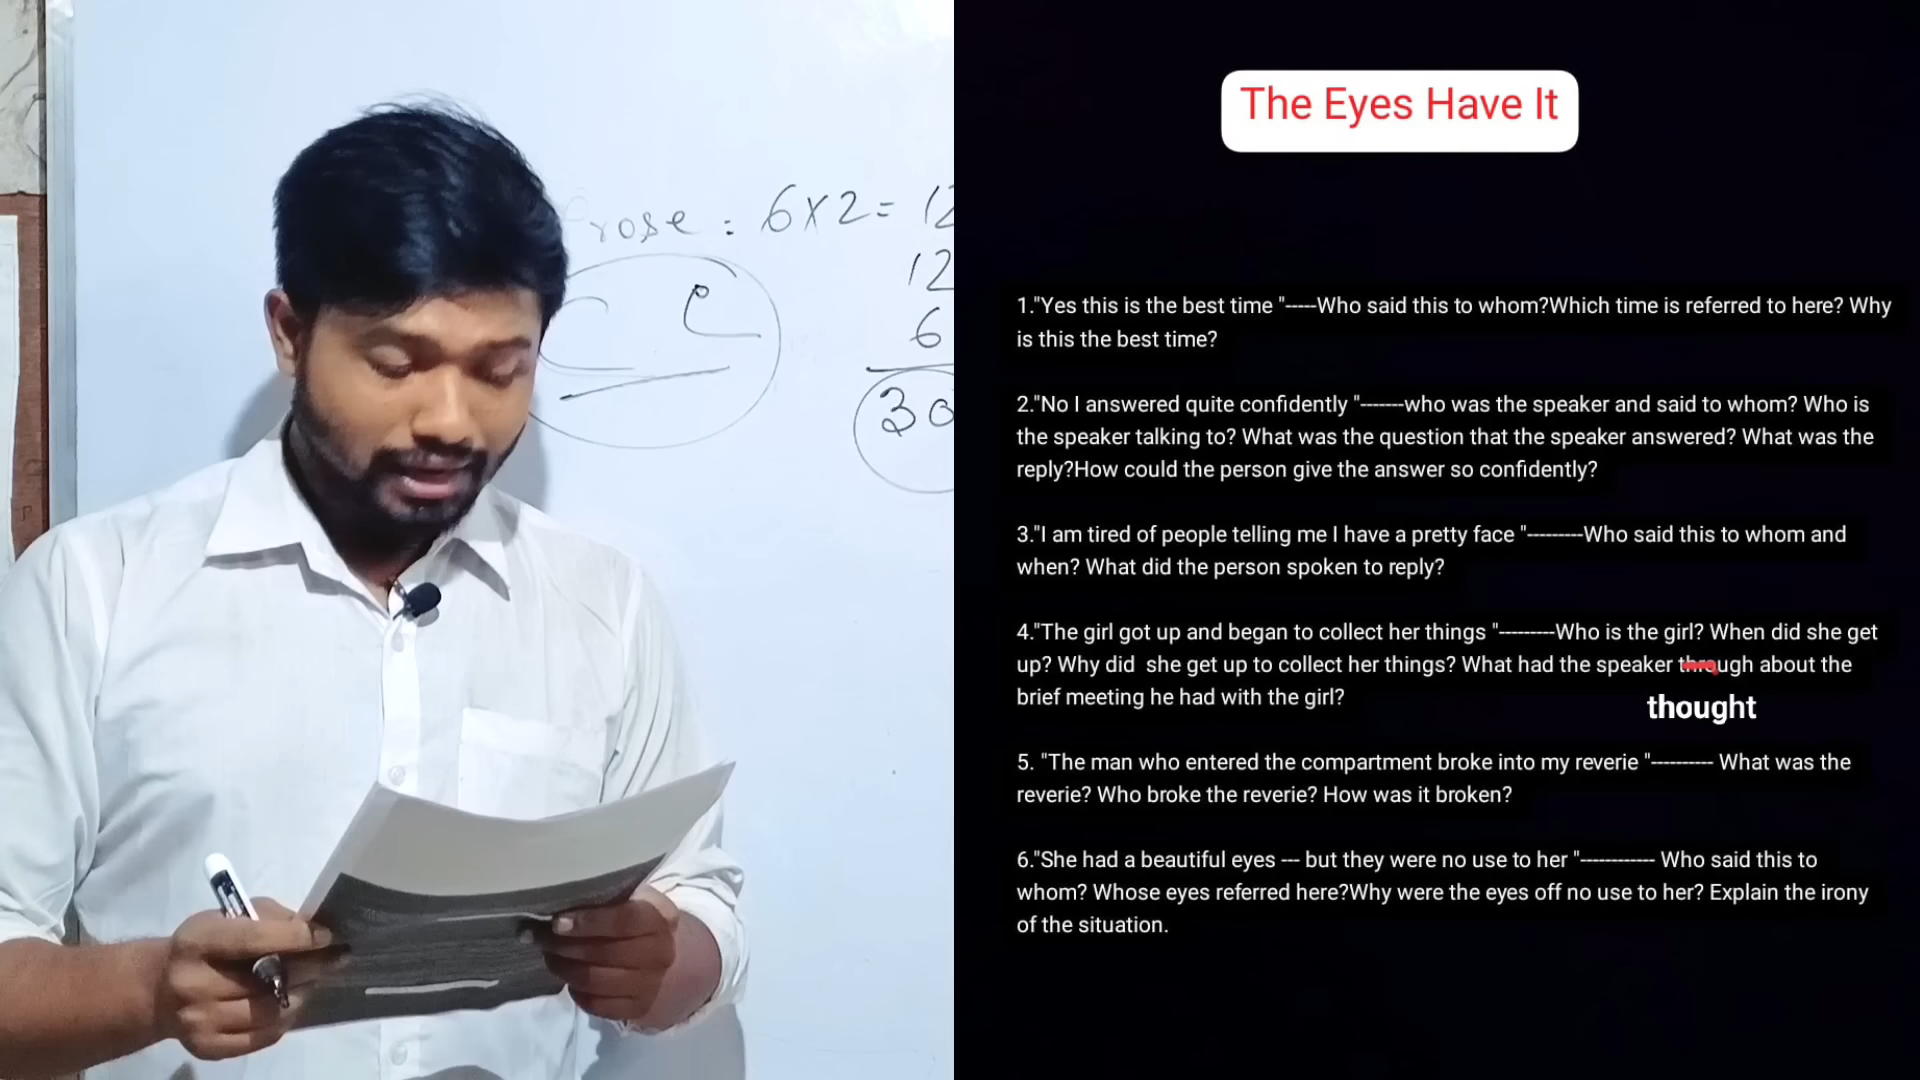 rose : 6x2= 12
12
6
30
The Eyes Have It
1."Yes this is the best time "-----Who said this to whom?Which time is referred to here? Why
is this the best time?
2."No I answered quite confidently "-------who was the speaker and said to whom? Who is
the speaker talking to? What was the question that the speaker answered? What was the
reply?How could the person give the answer so confidently?
3."I am tired of people telling me I have a pretty face "---------Who said this to whom and
when? What did the person spoken to reply?
4."The girl got up and began to collect her things "---------Who is the girl? When did she get
up? Why did she get up to collect her things? What had the speaker through about the
thought
brief meeting he had with the girl?
5. "The man who entered the compartment broke into my reverie "---------- What was the
reverie? Who broke the reverie? How was it broken?
6."She had a beautiful eyes --- but they were no use to her "------------ Who said this to
whom? Whose eyes referred here?Why were the eyes off no use to her? Explain the irony
of the situation.